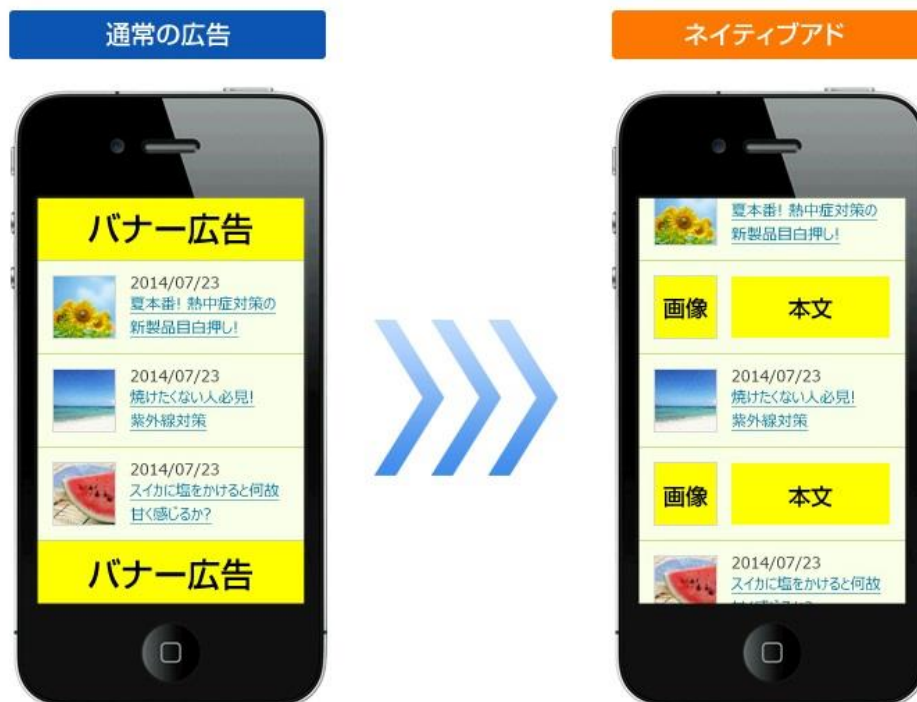 通常の広告
バナー広告
2014/07/23
夏本番! 熱中症対策の
新製品目白押し!
2014/07/23
焼けたくない人必見!
紫外線対策
2014/07/23
スイカに塩をかけると何故
甘く感じるか?
バナー広告
ネイティブアド
夏本番! 熱中症対策の
新製品目白押し!
画像
本文
2014/07/23
焼けたくない人必見!
紫外線対策
画像
本文
2014/07/23
スイカに塩をかけると何故